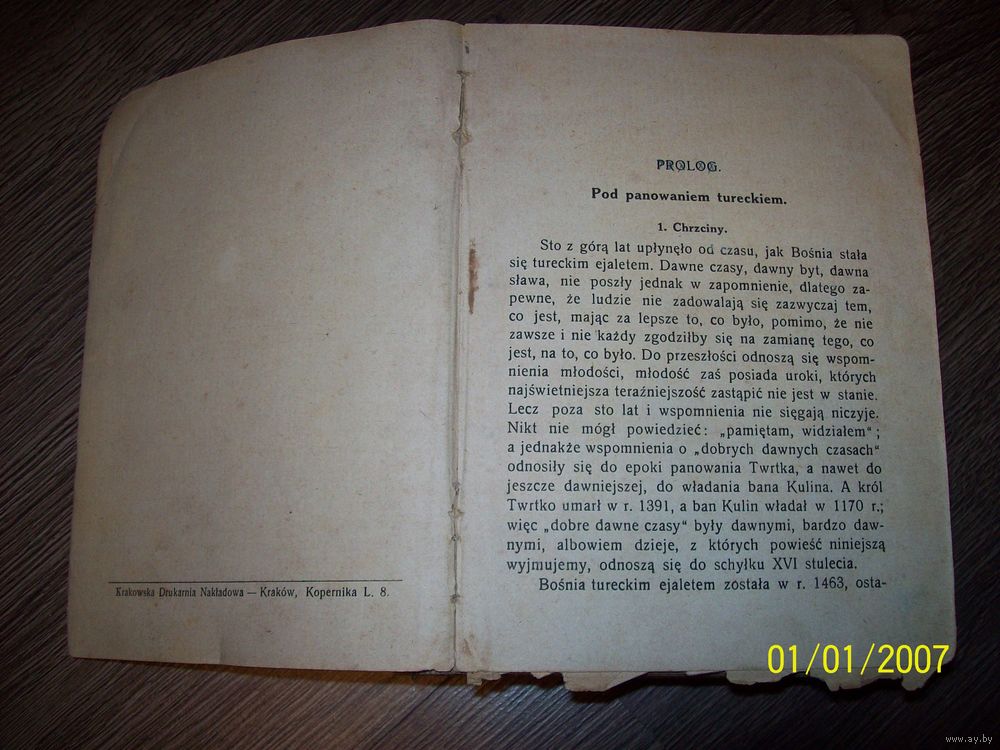 Krakowska Drukarnia Nakładowa — Kraków, Kopernika L. 8.
PROLOG.
Pod panowaniem tureckiem.
1. Chrzciny.
Sto z górą lat upłynęło od czasu, jak Bośnia stała
się tureckim ejaletem. Dawne czasy, dawny byt, dawna
sława, nie poszły jednak w zapomnienie, dlatego za-
pewne, że ludzie nie zadowalają się zazwyczaj tem,
co jest, mając za lepsze to, co było, pomimo, że nie
zawsze i nie każdy zgodziłby się na zamianę tego, co
jest, na to, co było. Do przeszłości odnoszą się wspom-
nienia młodości, młodość zaś posiada uroki, których
najświetniejsza teraźniejszość zastąpić nie jest w stanie.
Lecz poza sto lat i wspomnienia nie sięgają niczyje.
Nikt nie mógł powiedzieć: „pamiętam, widziałem“;
a jednakże wspomnienia o „dobrych dawnych czasach“
odnosiły się do epoki panowania Twrtka, a nawet do
jeszcze dawniejszej, do władania bana Kulina. A król
Twrtko umarł w r. 1391, a ban Kulin władał w 1170 r.;
więc „dobre dawne czasy“ były dawnymi, bardzo daw-
nymi, albowiem dzieje, z których powieść niniejszą
wyjmujemy, odnoszą się do schyłku XVI stulecia.
Bośnia tureckim ejaletem została w r. 1463, osta-
01/01/2007
www.ay.by